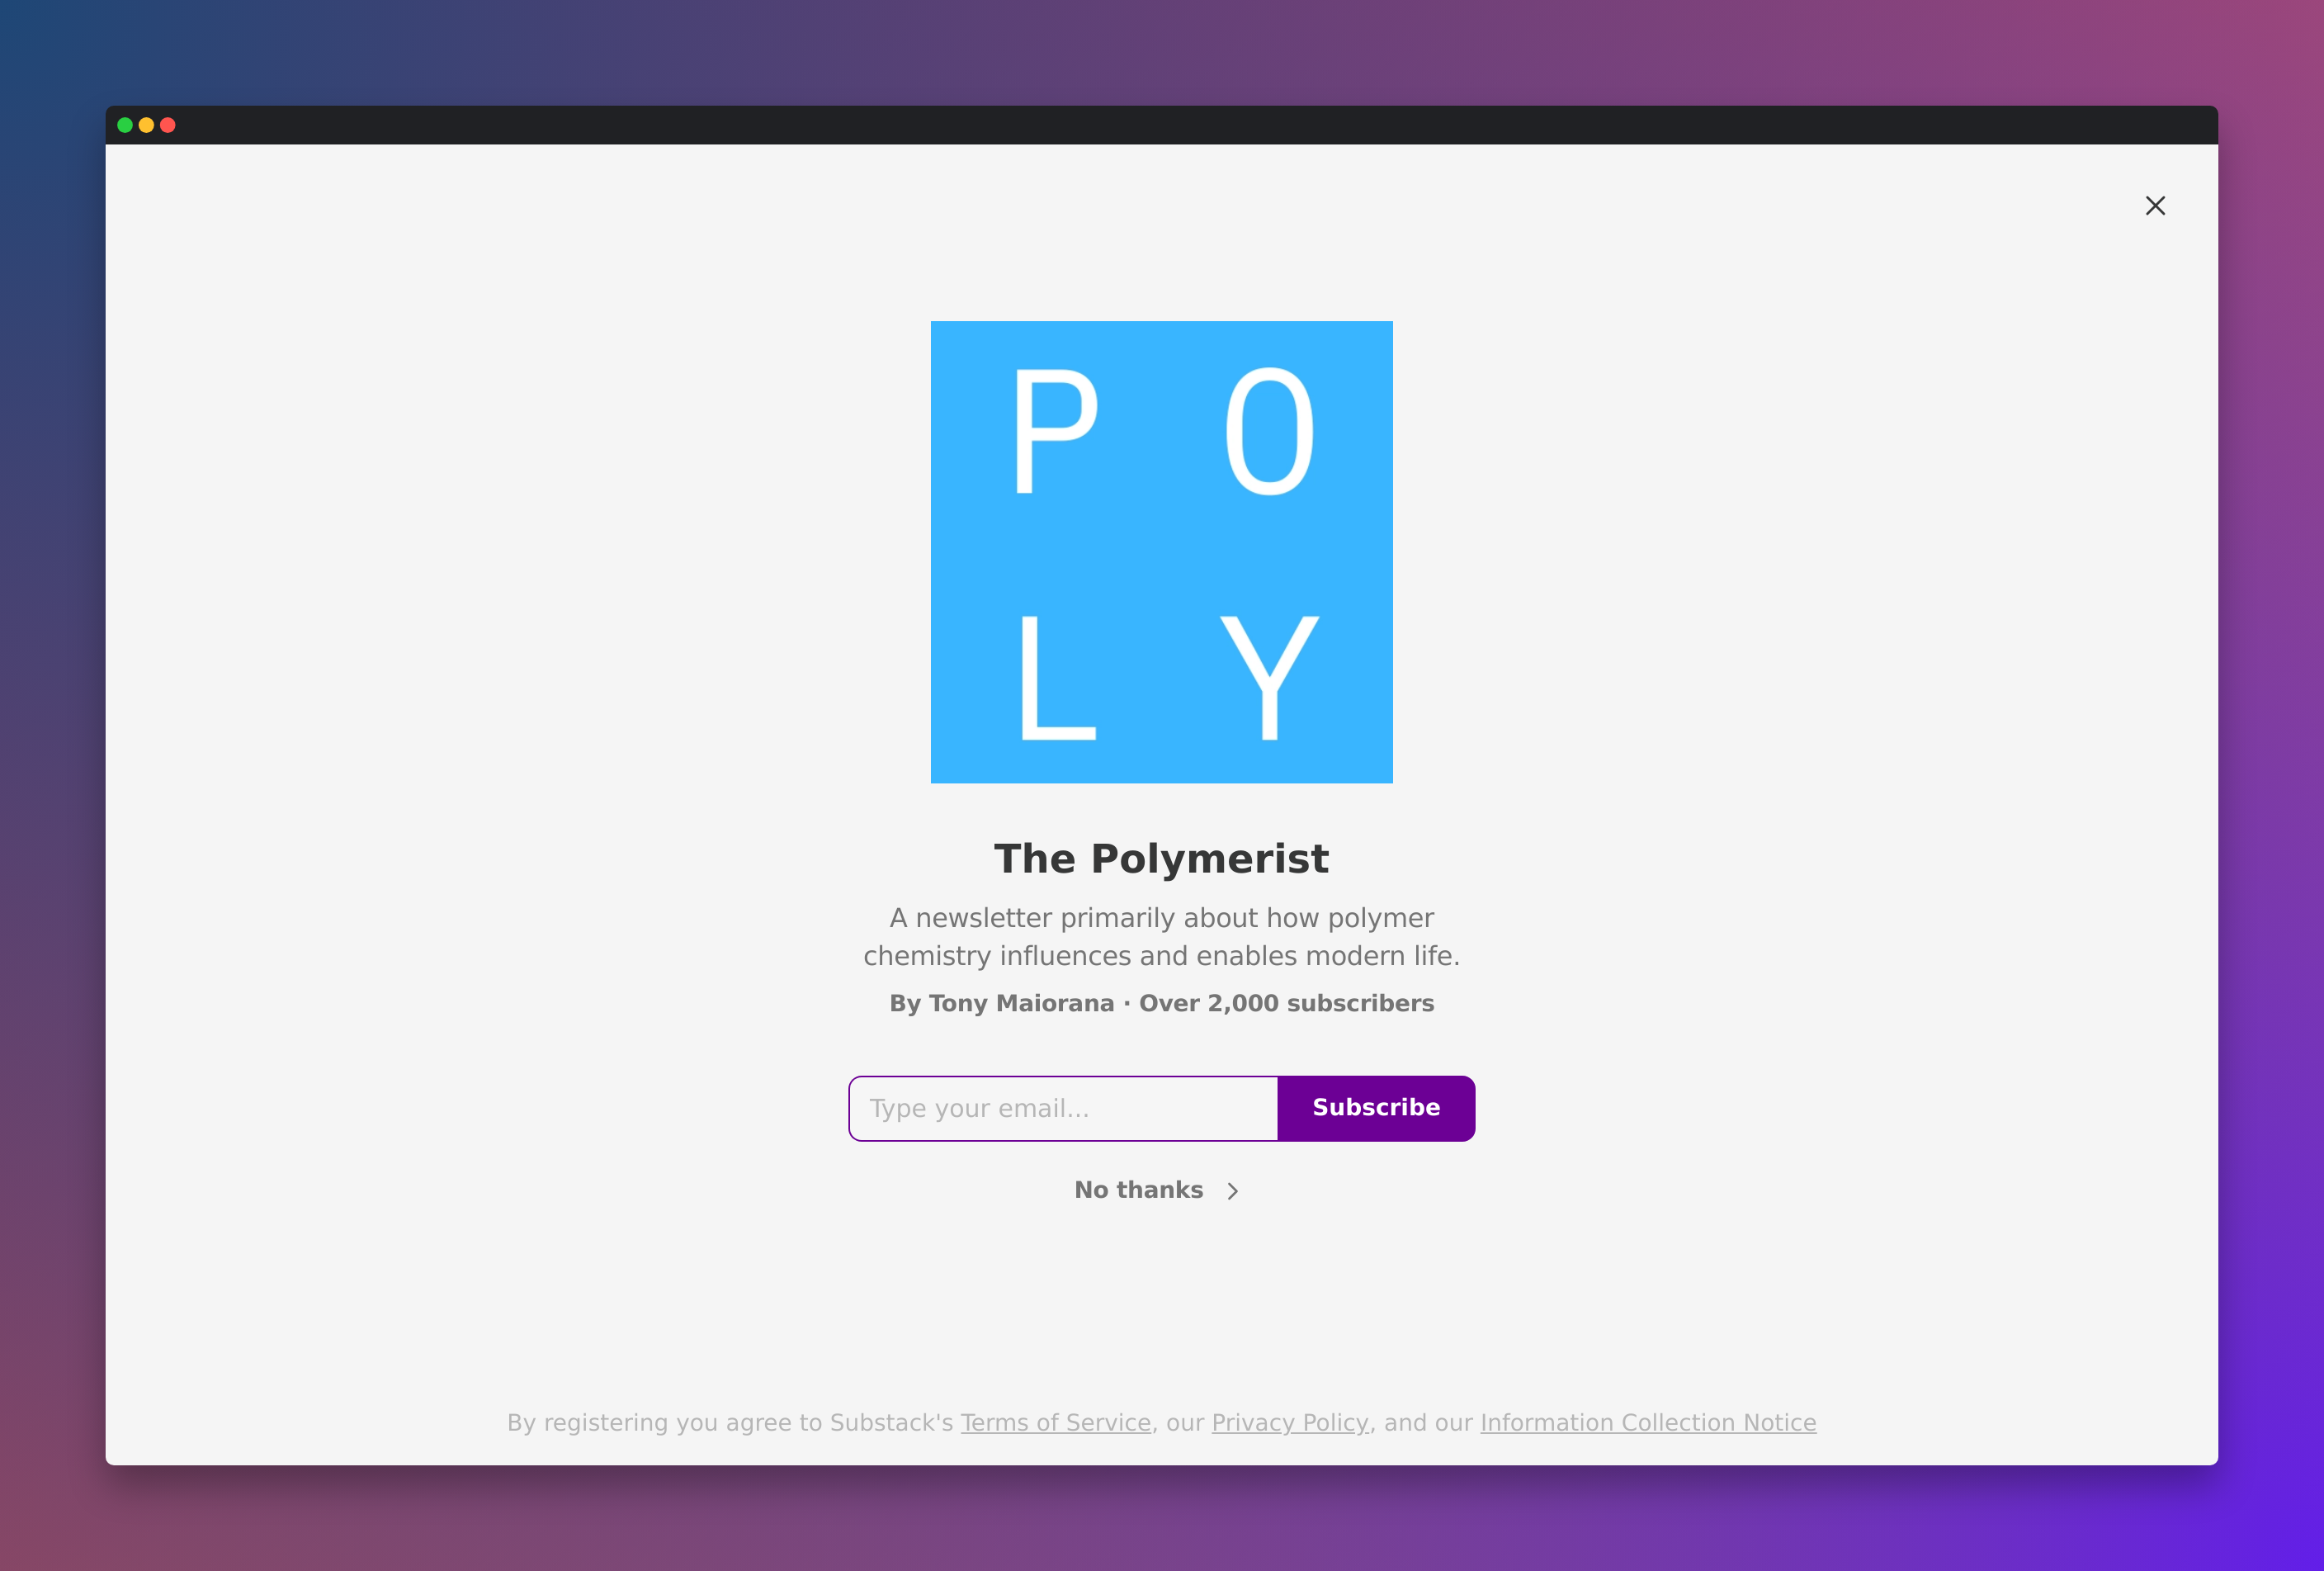 P O
L Y
The Polymerist
A newsletter primarily about how polymer
chemistry influences and enables modern life.
By Tony Maiorana · Over 2,000 subscribers
Type your email... Subscribe
No thanks
By registering you agree to Substack's Terms of Service, our Privacy Policy, and our Information Collection Notice